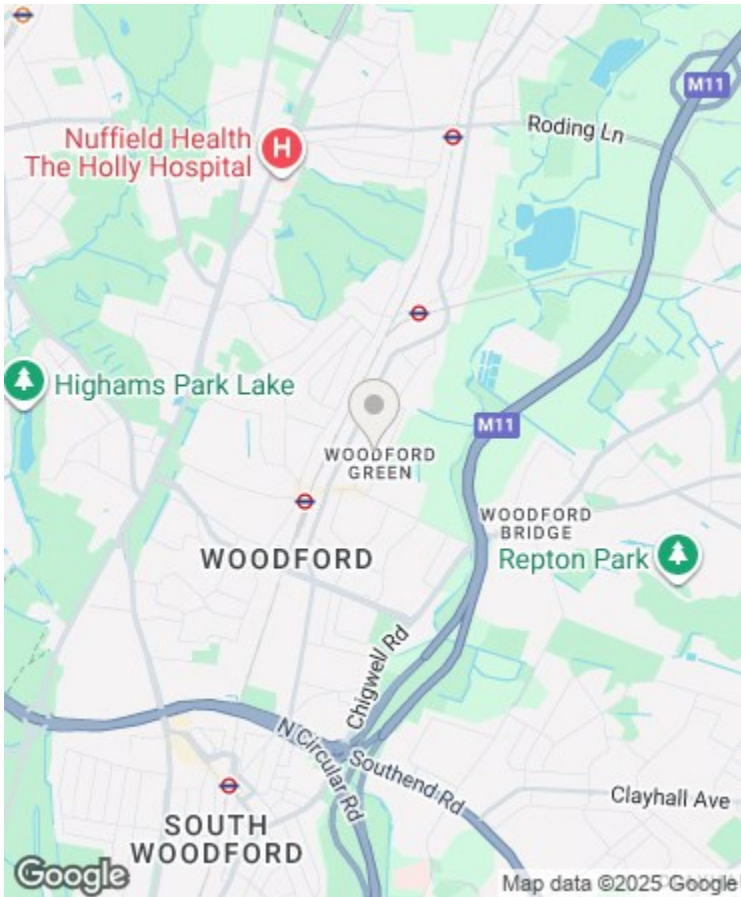 M11
Roding Ln
Nuffield Health
The Holly Hospital
H
Highams Park Lake
M11
WOODFORD
GREEN
WOODFORD
BRIDGE
WOODFORD
Repton Park
Chigwell Rd
N Circular Rd
Southend Rd
Clayhall Ave
SOUTH
WOODFORD
Google
Map data ©2025 Google